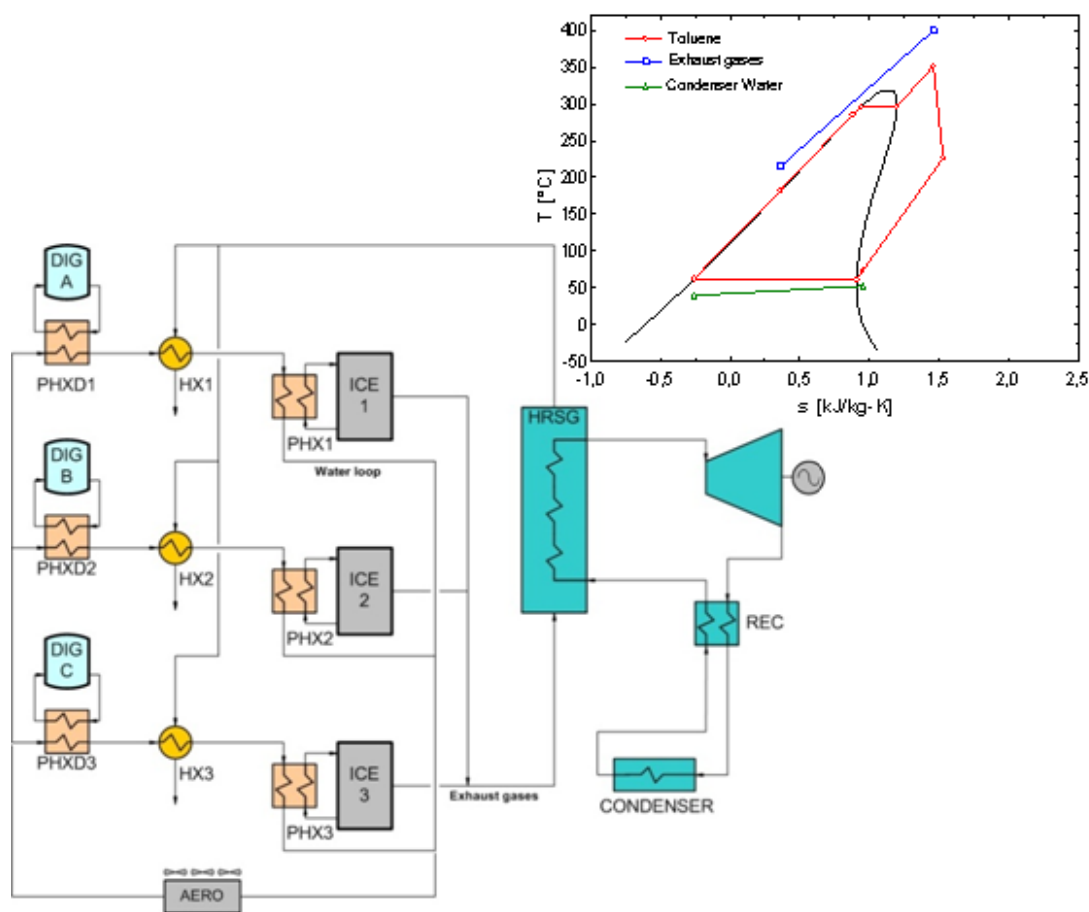 Toluene
Exhaust gases
Condenser Water
T [°C]
400
350
300
250
200
150
100
50
0
-50
-1,0
-0,5
0,0
0,5
1,0
1,5
2,0
2,5
s [kJ/kg-K]
DIG
A
PHXD1
HX1
PHX1
ICE
1
Water loop
DIG
B
PHXD2
HX2
PHX2
ICE
2
DIG
C
PHXD3
HX3
PHX3
ICE
3
Exhaust gases
AERO
HRSG
REC
CONDENSER